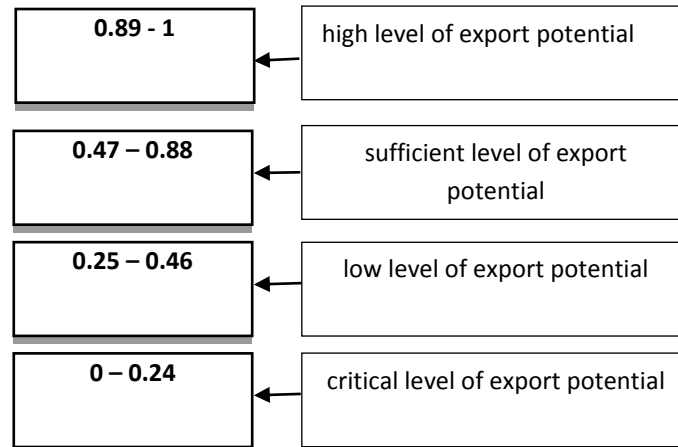 0.89 - 1
high level of export potential
0.47 – 0.88
sufficient level of export
potential
0.25 – 0.46
low level of export potential
0 – 0.24
critical level of export potential